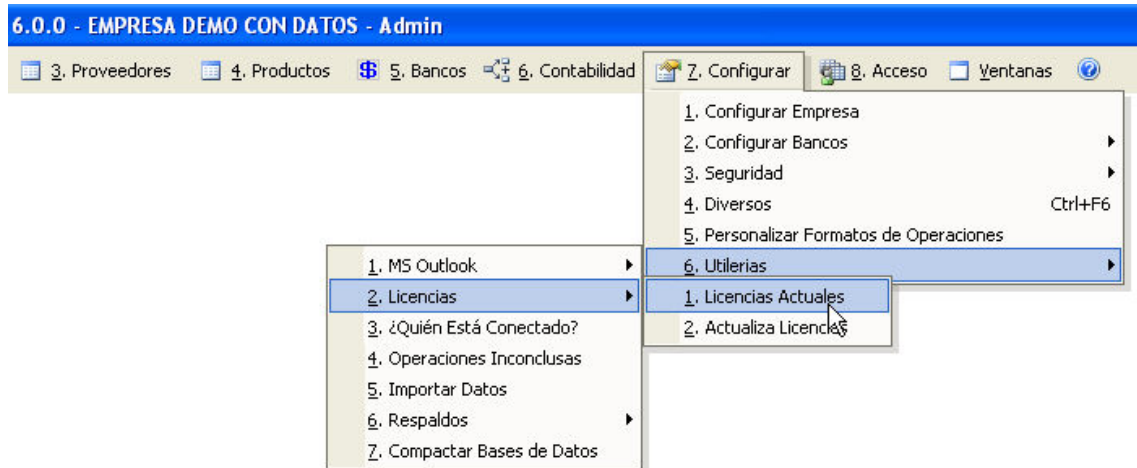 6.0.0 - EMPRESA DEMO CON DATOS - Admin
3. Proveedores 4. Productos 5. Bancos 6. Contabilidad 7. Configurar 8. Acceso Ventanas
1. Configurar Empresa
2. Configurar Bancos
3. Seguridad
4. Diversos Ctrl+F6
5. Personalizar Formatos de Operaciones
6. Utilerias
1. MS Outlook
2. Licencias
3. ¿Quién Está Conectado?
4. Operaciones Inconclusas
5. Importar Datos
6. Respaldos
7. Compactar Bases de Datos
1. Licencias Actuales
2. Actualiza Licencias